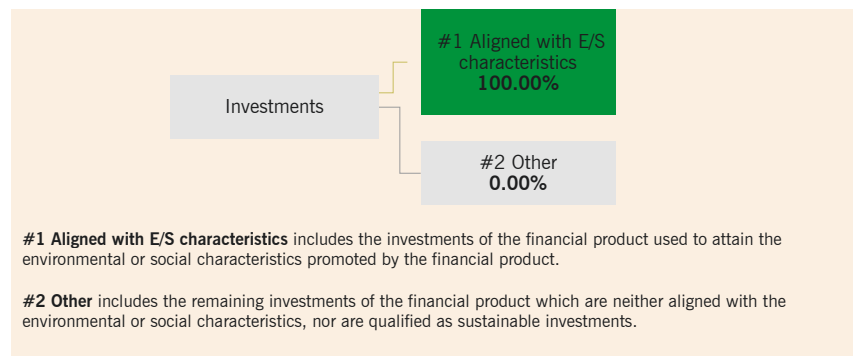 #1 Aligned with E/S
characteristics
100.00%
Investments
#2 Other
0.00%
#1 Aligned with E/S characteristics includes the investments of the financial product used to attain the
environmental or social characteristics promoted by the financial product.
#2 Other includes the remaining investments of the financial product which are neither aligned with the
environmental or social characteristics, nor are qualified as sustainable investments.